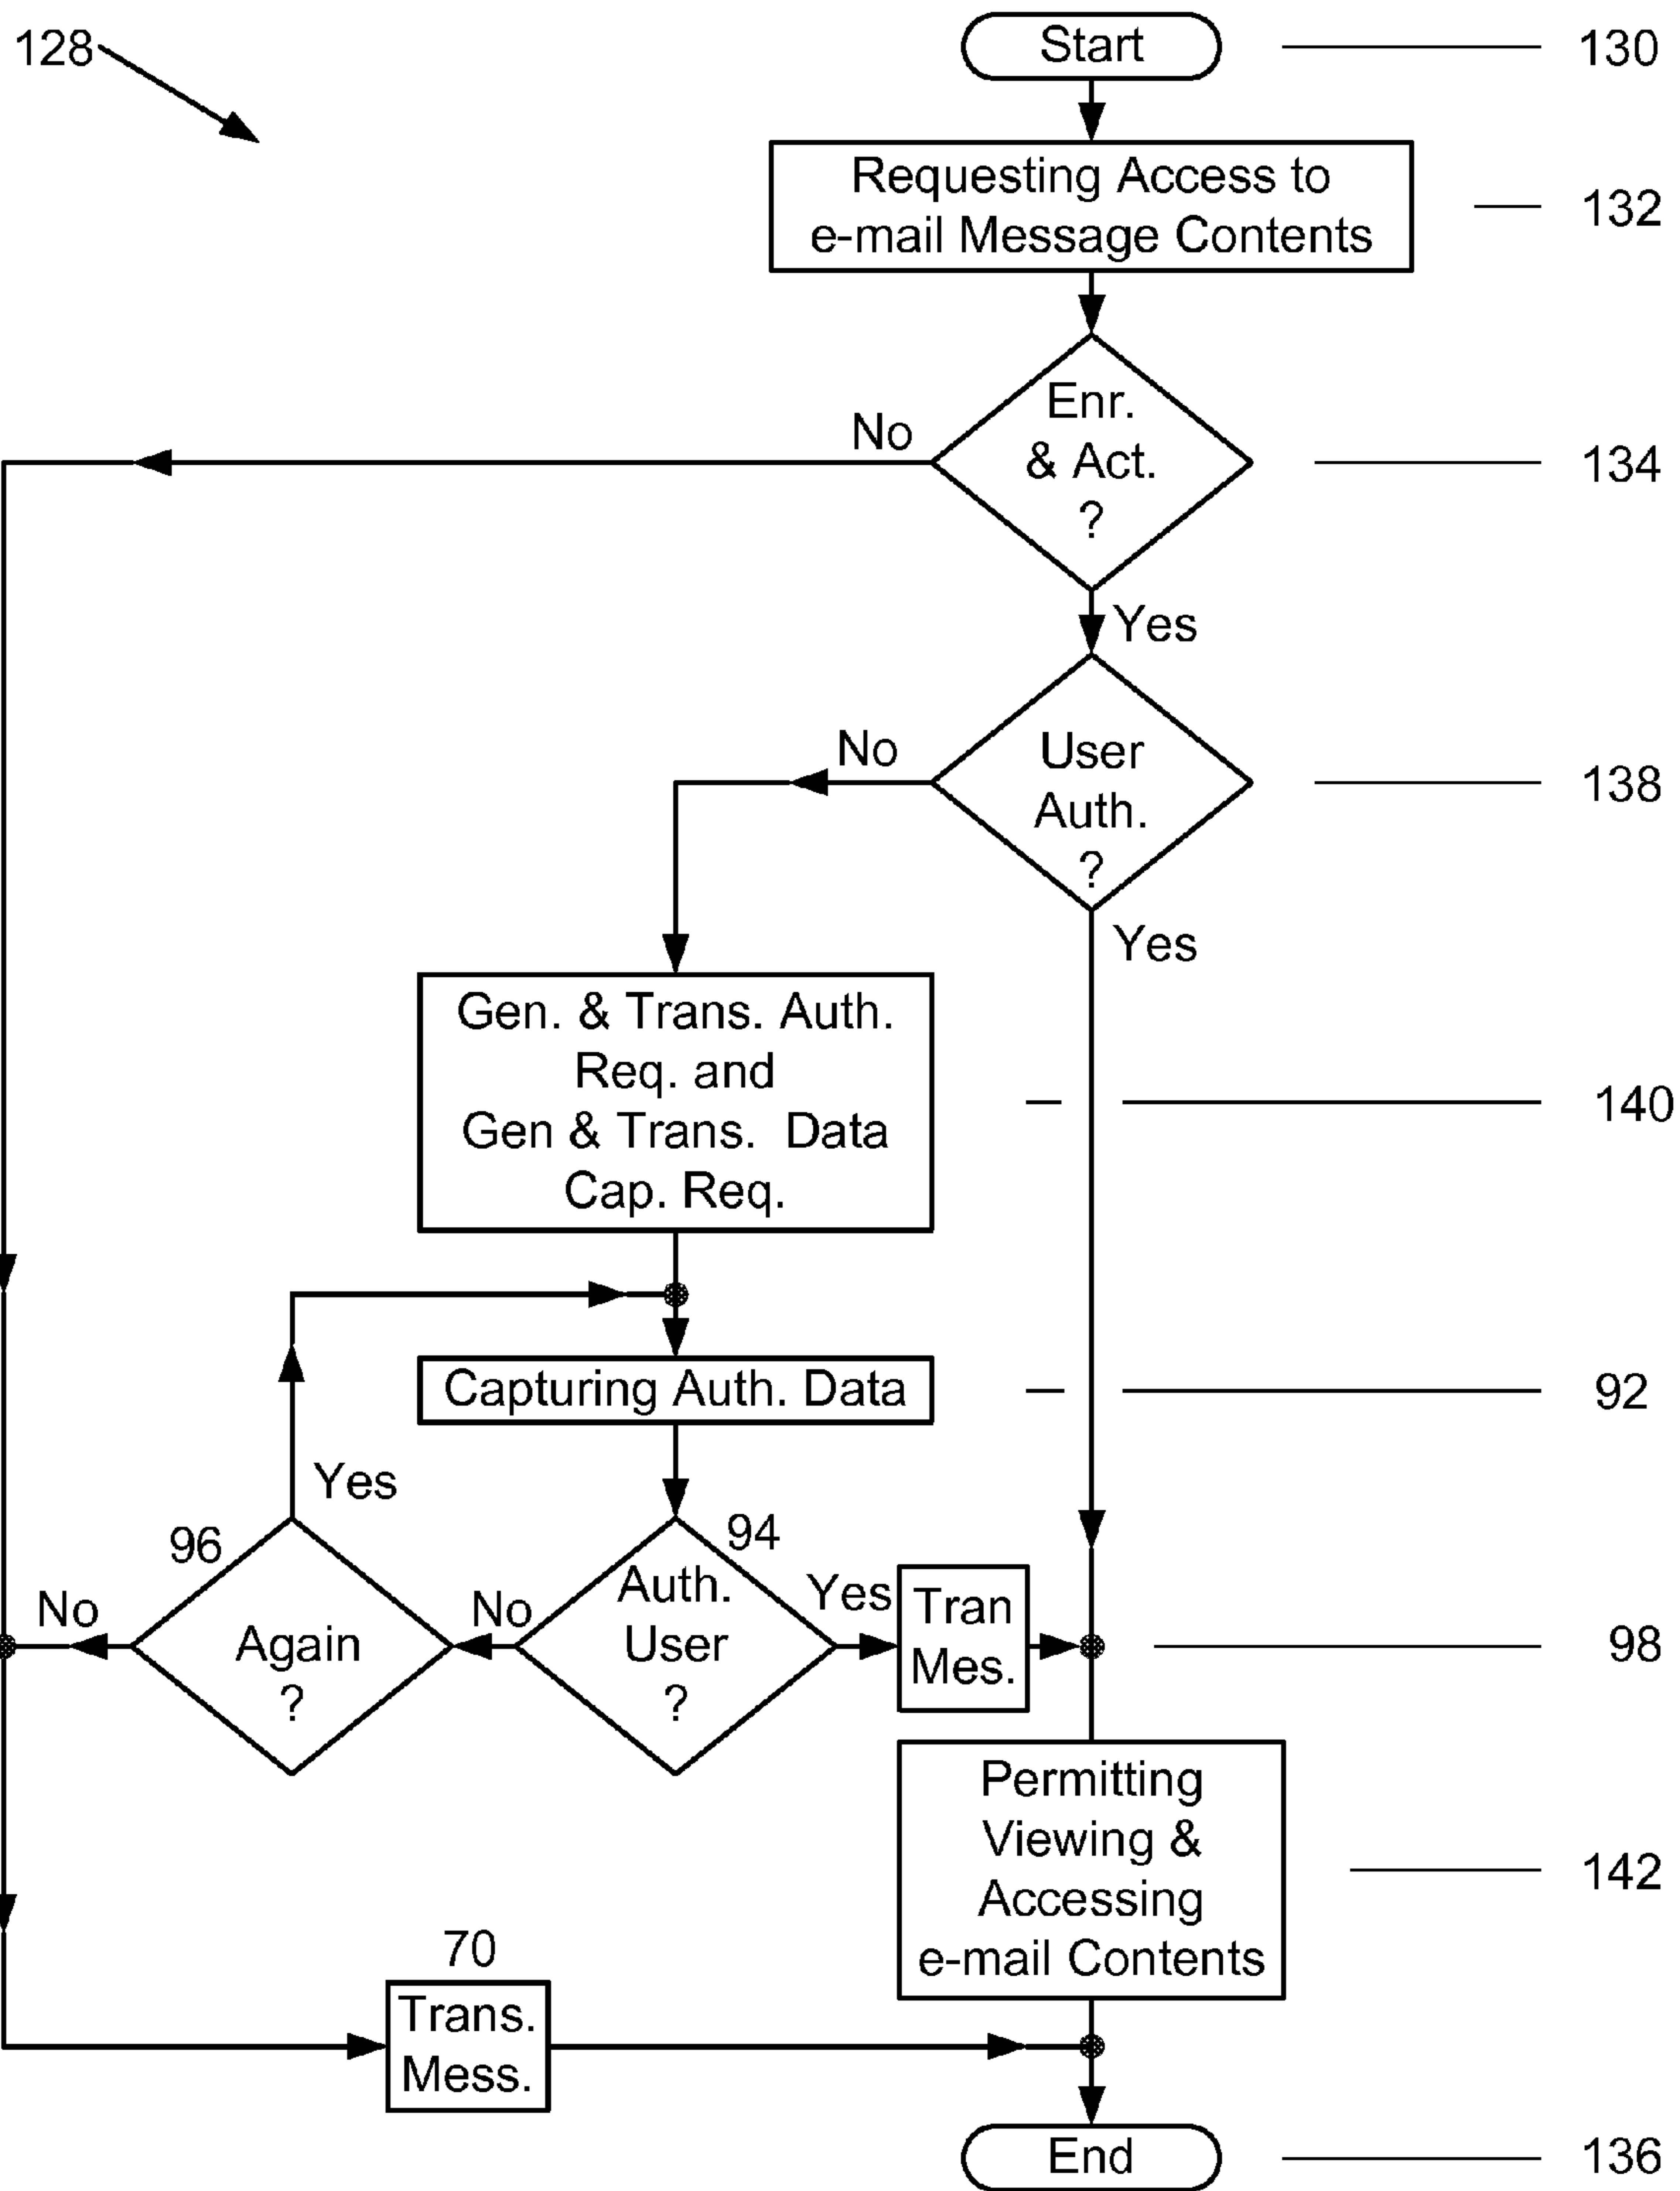 128
Start
130
Requesting Access to
e-mail Message Contents
132
Enr.
& Act.
?
No
134
Yes
User
Auth.
?
No
138
Yes
Gen. & Trans. Auth.
Req. and
Gen & Trans. Data
Cap. Req.
140
Capturing Auth. Data
92
Yes
96
Again
?
No
No
94
Auth.
User
?
Yes
Tran
Mes.
98
Permitting
Viewing &
Accessing
e-mail Contents
142
70
Trans.
Mess.
End
136